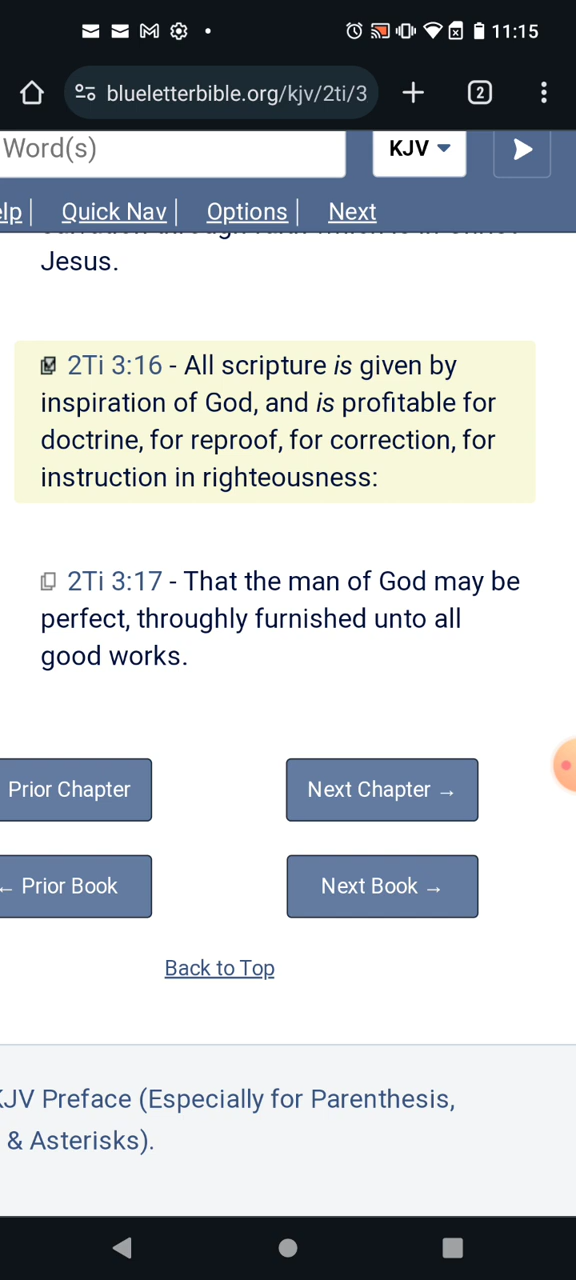 11:15
blueletterbible.org/kjv/2ti/3
2
Word(s)
KJV
elp | Quick Nav | Options | Next
Jesus.
2Ti 3:16 - All scripture is given by
inspiration of God, and is profitable for
doctrine, for reproof, for correction, for
instruction in righteousness:
2Ti 3:17 - That the man of God may be
perfect, throughly furnished unto all
good works.
Prior Chapter
Next Chapter →
← Prior Book
Next Book →
Back to Top
KJV Preface (Especially for Parenthesis,
& Asterisks).